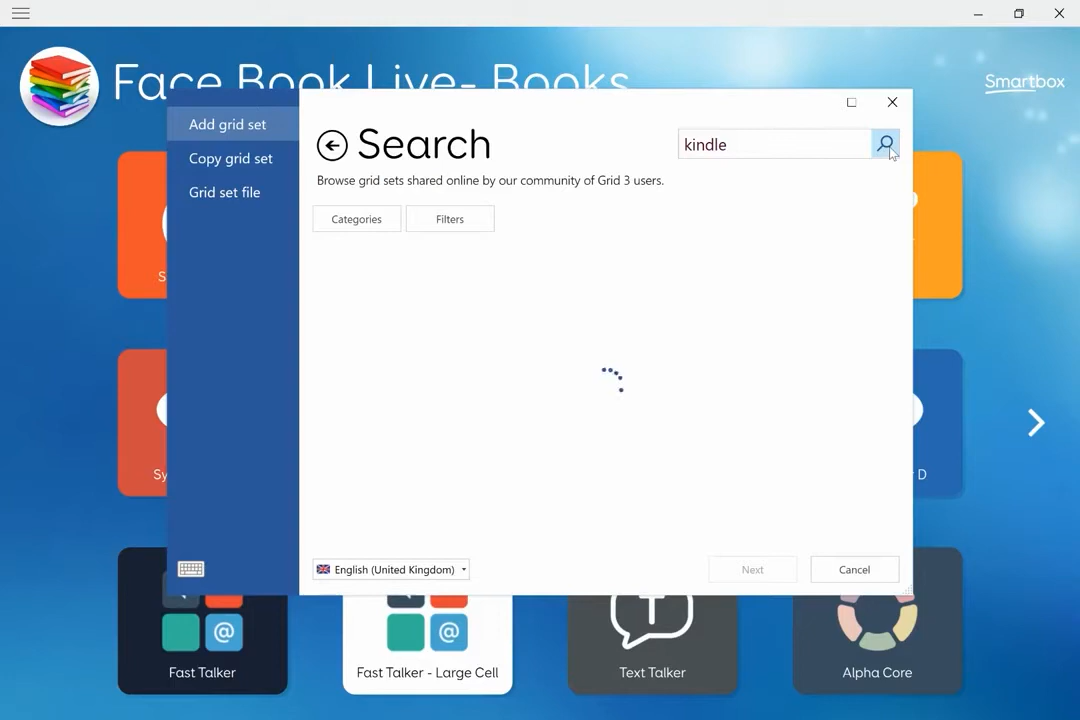 Face Book Live- Books
Smartbox
Add grid set
Copy grid set
Grid set file
Search
kindle
Browse grid sets shared online by our community of Grid 3 users.
Categories
Filters
English (United Kingdom)
Next
Cancel
S
Sy
D
Fast Talker
Fast Talker - Large Cell
Text Talker
Alpha Core